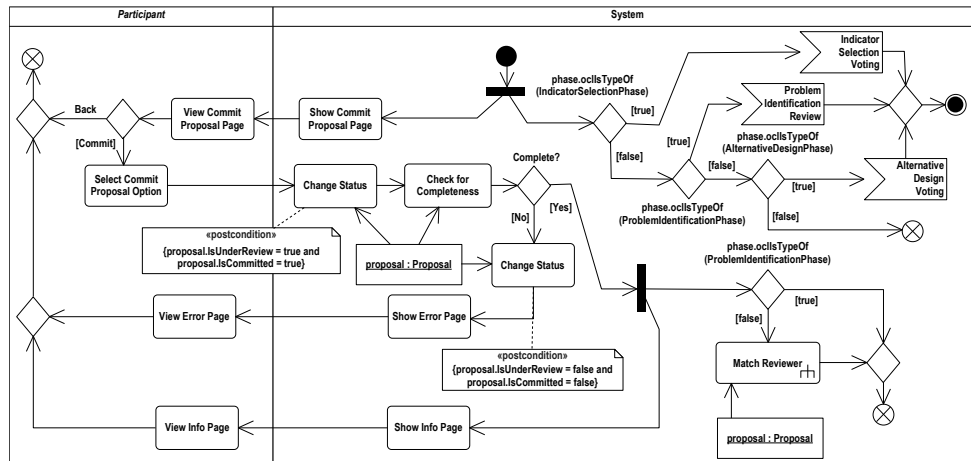 Participant
System
phase.oclIsTypeOf
(IndicatorSelectionPhase)
Indicator
Selection
Voting
Problem
Identification
Review
phase.oclIsTypeOf
(AlternativeDesignPhase)
Alternative
Design
Voting
[true]
[false]
[true]
[false]
[true]
[false]
phase.oclIsTypeOf
(ProblemIdentificationPhase)
Back
View Commit
Proposal Page
Show Commit
Proposal Page
[Commit]
Select Commit
Proposal Option
Change Status
Check for
Completeness
Complete?
[No]
[Yes]
«postcondition»
{proposal.IsUnderReview = true and
proposal.IsCommitted = true}
proposal : Proposal
Change Status
phase.oclIsTypeOf
(ProblemIdentificationPhase)
[true]
[false]
View Error Page
Show Error Page
«postcondition»
{proposal.IsUnderReview = false and
proposal.IsCommitted = false}
Match Reviewer
View Info Page
Show Info Page
proposal : Proposal